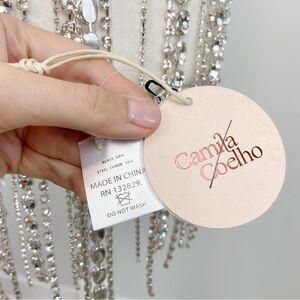 Camila
Coelho
GLASS 50%
STEEL CHAIN 50%
MADE IN CHINA
RN 132829
DO NOT WASH